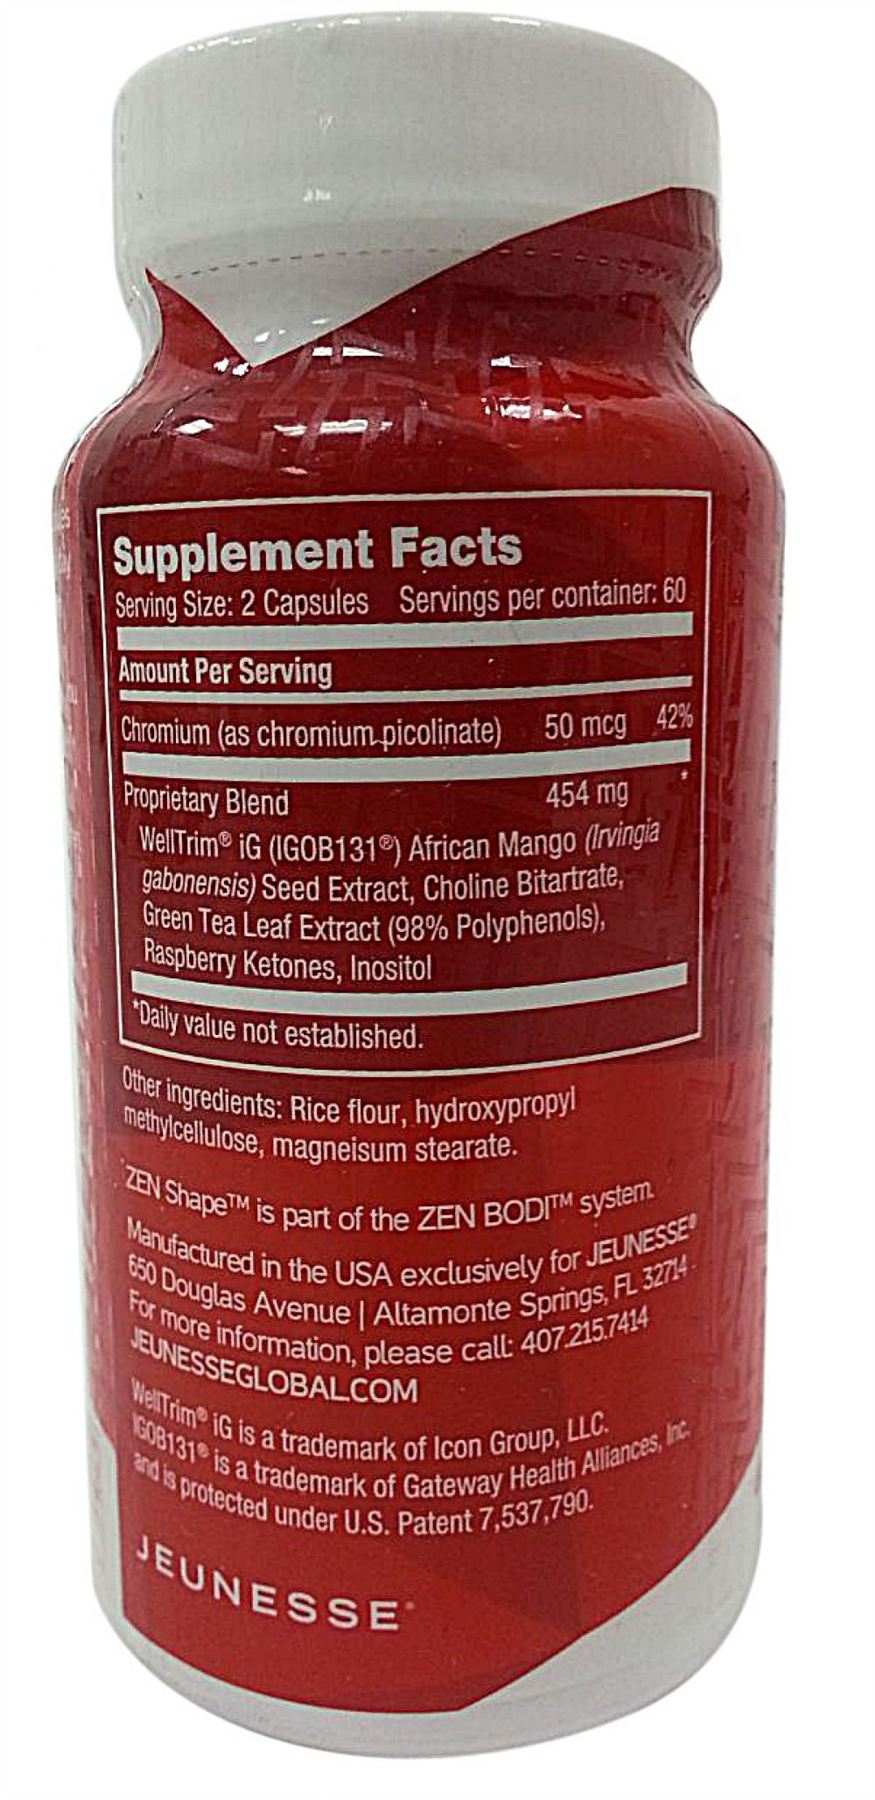 Supplement Facts
Serving Size: 2 Capsules Servings per container: 60
Amount Per Serving
Chromium (as chromium picolinate) 50 mcg 42%
Proprietary Blend 454 mg *
WellTrim® iG (IGOB131®) African Mango (Irvingia
gabonensis) Seed Extract, Choline Bitartrate,
Green Tea Leaf Extract (98% Polyphenols),
Raspberry Ketones, Inositol
*Daily value not established.
Other ingredients: Rice flour, hydroxypropyl
methylcellulose, magneisum stearate.
ZEN Shape™ is part of the ZEN BODI™ system.
Manufactured in the USA exclusively for JEUNESSE®
650 Douglas Avenue | Altamonte Springs, FL 32714
For more information, please call: 407.215.7414
JEUNESSEGLOBAL.COM
WellTrim® iG is a trademark of Icon Group, LLC.
IGOB131® is a trademark of Gateway Health Alliances, Inc.
and is protected under U.S. Patent 7,537,790.
JEUNESSE®